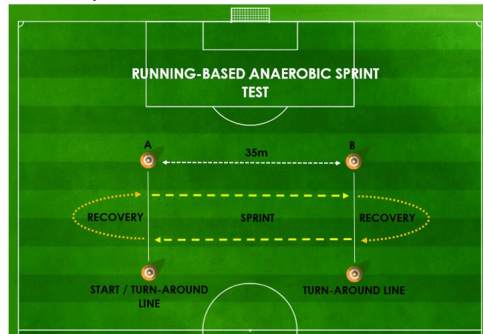 RUNNING-BASED ANAEROBIC SPRINT
TEST
A
35m
B
RECOVERY
SPRINT
RECOVERY
START / TURN-AROUND
LINE
TURN-AROUND LINE